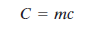 C = mc